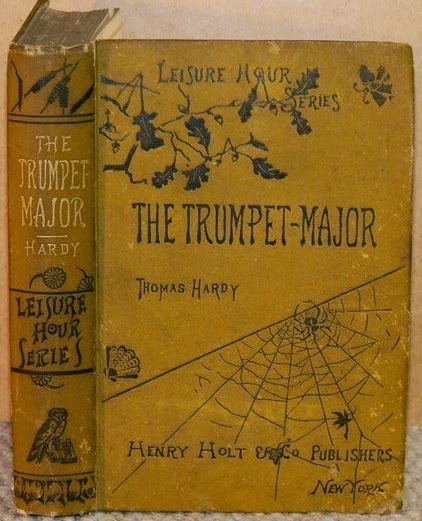 THE
TRUMPET-
MAJOR
HARDY
LEISURE
HOUR
SERIES
LEISURE HOUR
SERIES
THE TRUMPET-MAJOR
THOMAS HARDY
HENRY HOLT & CO PUBLISHERS
NEW YORK